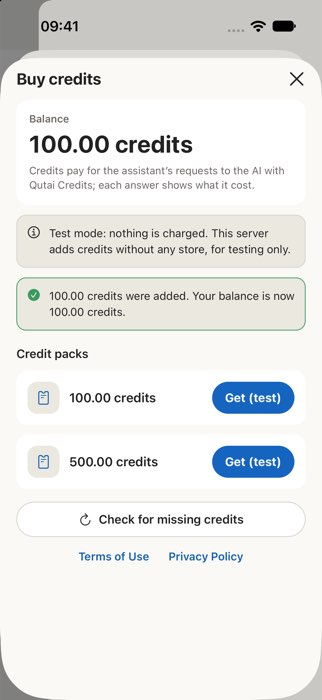 09:41
Buy credits
Balance
100.00 credits
Credits pay for the assistant's requests to the AI with
Qutai Credits; each answer shows what it cost.
Test mode: nothing is charged. This server
adds credits without any store, for testing only.
100.00 credits were added. Your balance is now
100.00 credits.
Credit packs
100.00 credits
Get (test)
500.00 credits
Get (test)
Check for missing credits
Terms of Use Privacy Policy